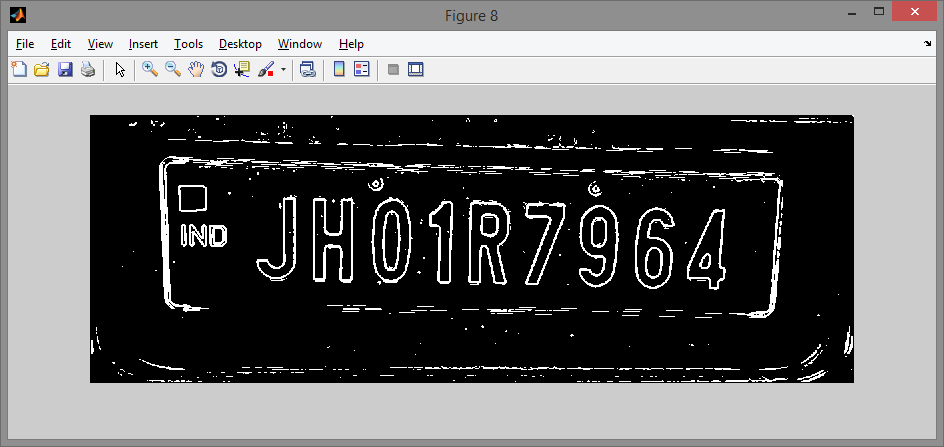 Figure 8
File Edit View Insert Tools Desktop Window Help
IND
JH01R7964